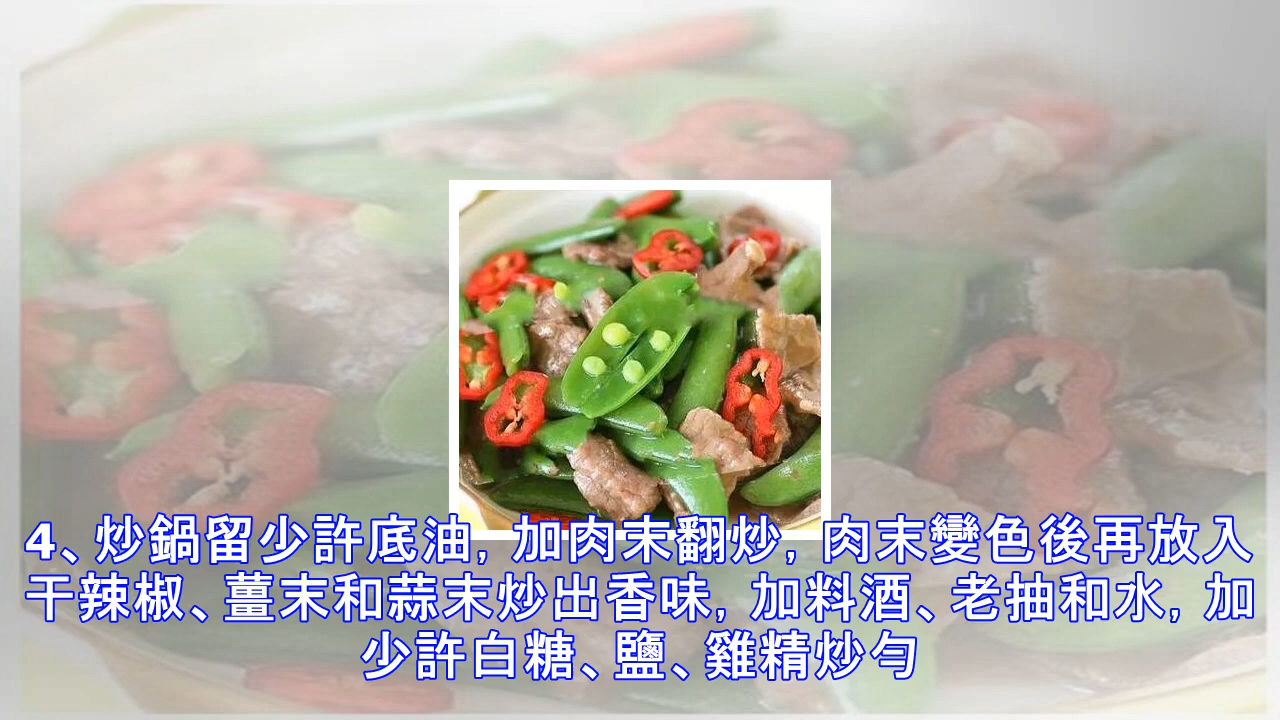 4、炒鍋留少許底油, 加肉末翻炒, 肉末變色後再放入
干辣椒、薑末和蒜末炒出香味, 加料酒、老抽和水, 加
少許白糖、鹽、雞精炒勻